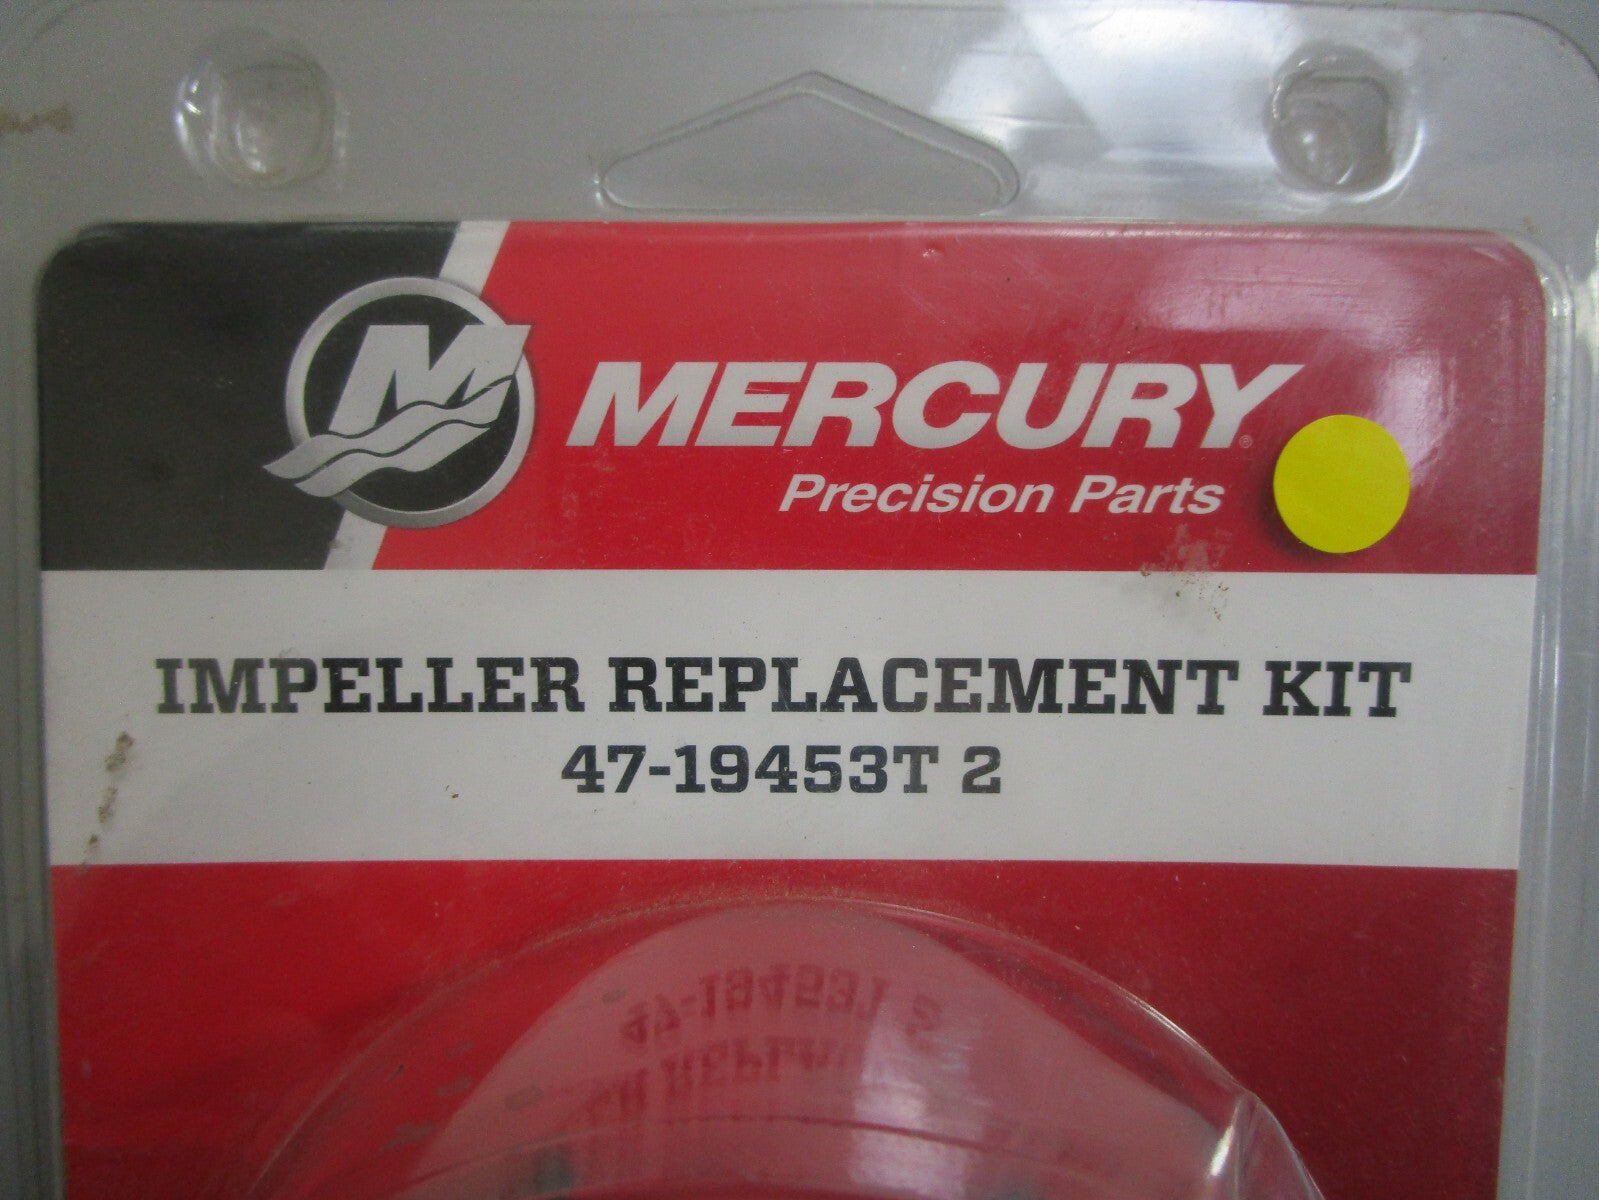 M
MERCURY®
Precision Parts
IMPELLER REPLACEMENT KIT
47-19453T 2